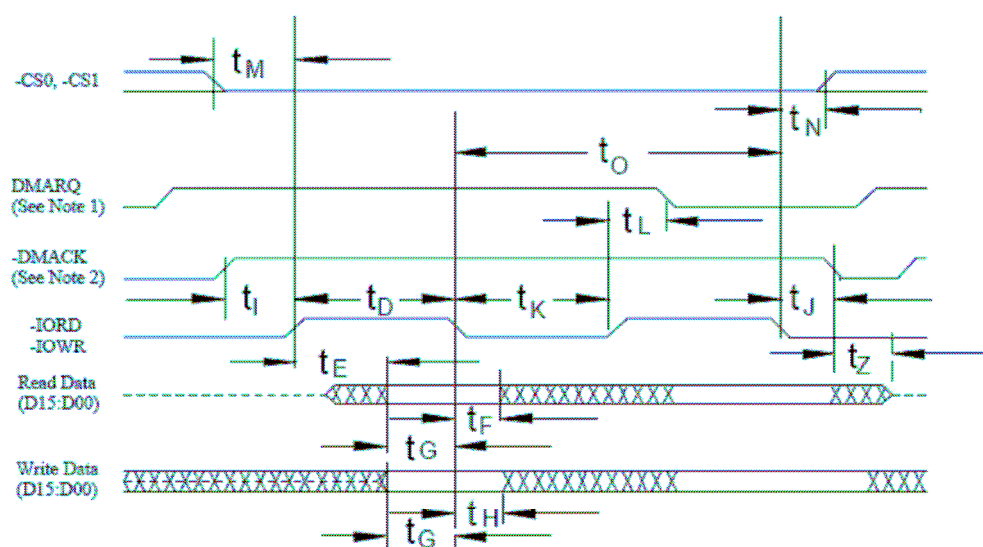 tM
-CS0, -CS1
tN
tO
DMARQ
(See Note 1)
tL
-DMACK
(See Note 2)
tI
tD
tK
tJ
-IORD
-IOWR
tE
tZ
Read Data
(D15:D00)
tF
tG
Write Data
(D15:D00)
tH
tG